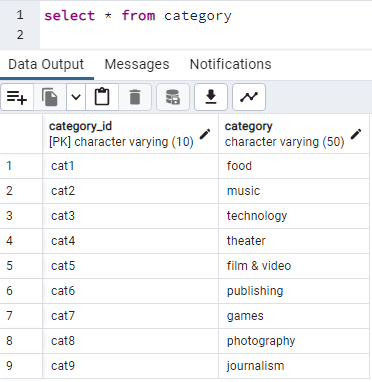 1 select * from category
2
Data Output Messages Notifications
category_id category
[PK] character varying (10) character varying (50)
1 cat1 food
2 cat2 music
3 cat3 technology
4 cat4 theater
5 cat5 film & video
6 cat6 publishing
7 cat7 games
8 cat8 photography
9 cat9 journalism